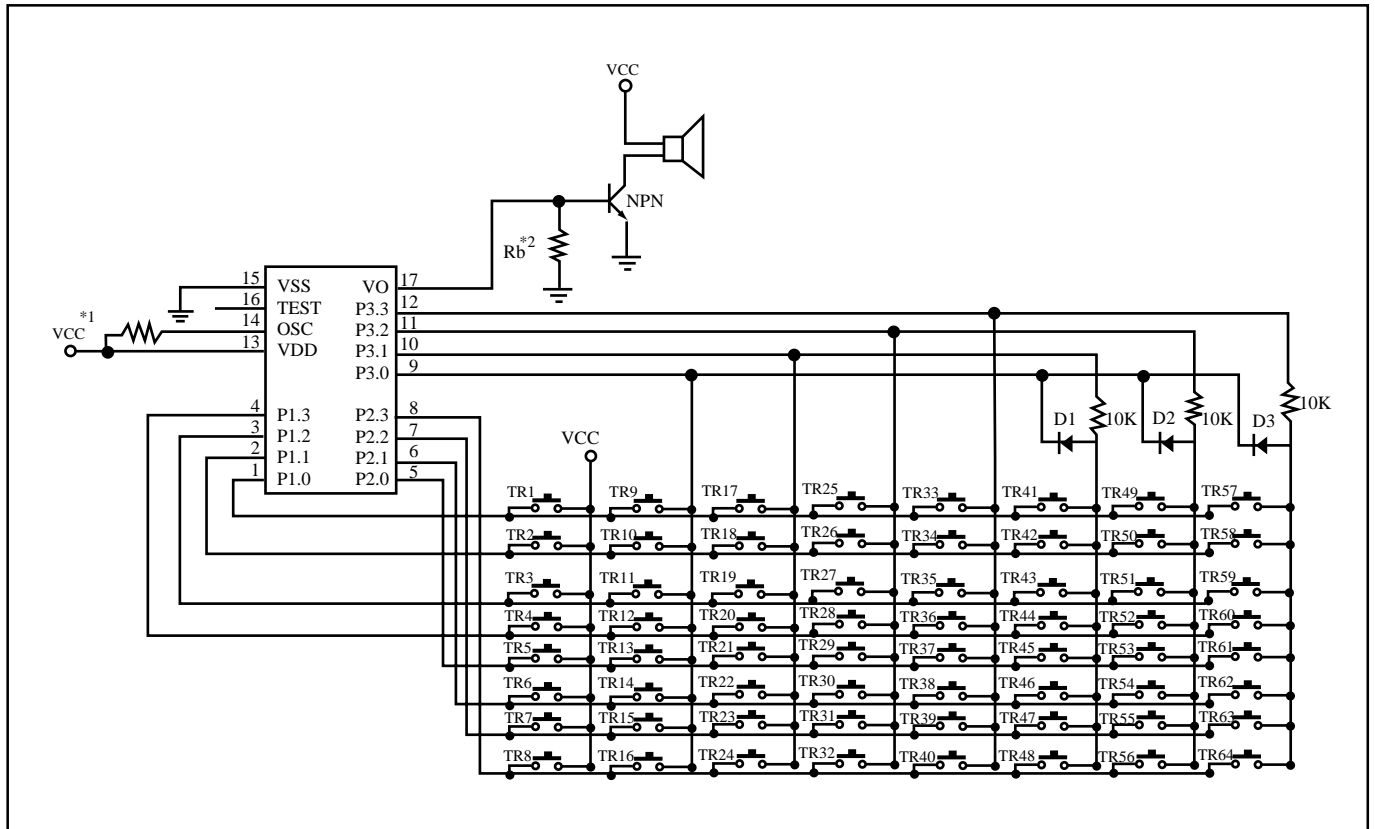 VCC
NPN
Rb*2
15 VSS VO 17
16 TEST P3.3 12
VCC *1 14 OSC P3.2 11
13 VDD P3.1 10
P3.0 9
4 P1.3 P2.3 8
3 P1.2 P2.2 7
2 P1.1 P2.1 6
1 P1.0 P2.0 5
D1 10K D2 10K D3 10K
VCC
TR1 TR9 TR17 TR25 TR33 TR41 TR49 TR57
TR2 TR10 TR18 TR26 TR34 TR42 TR50 TR58
TR3 TR11 TR19 TR27 TR35 TR43 TR51 TR59
TR4 TR12 TR20 TR28 TR36 TR44 TR52 TR60
TR5 TR13 TR21 TR29 TR37 TR45 TR53 TR61
TR6 TR14 TR22 TR30 TR38 TR46 TR54 TR62
TR7 TR15 TR23 TR31 TR39 TR47 TR55 TR63
TR8 TR16 TR24 TR32 TR40 TR48 TR56 TR64